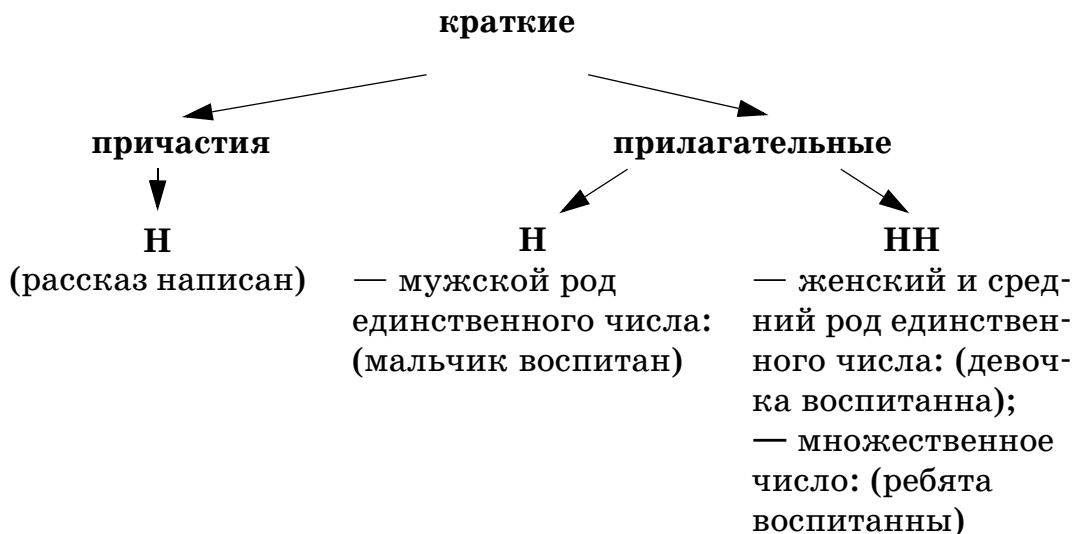 краткие
причастия
прилагательные
Н
(рассказ написан)
Н
— мужской род
единственного числа:
(мальчик воспитан)
НН
— женский и сред-
ний род единствен-
ного числа: (девоч-
ка воспитанна);
— множественное
число: (ребята
воспитанны)